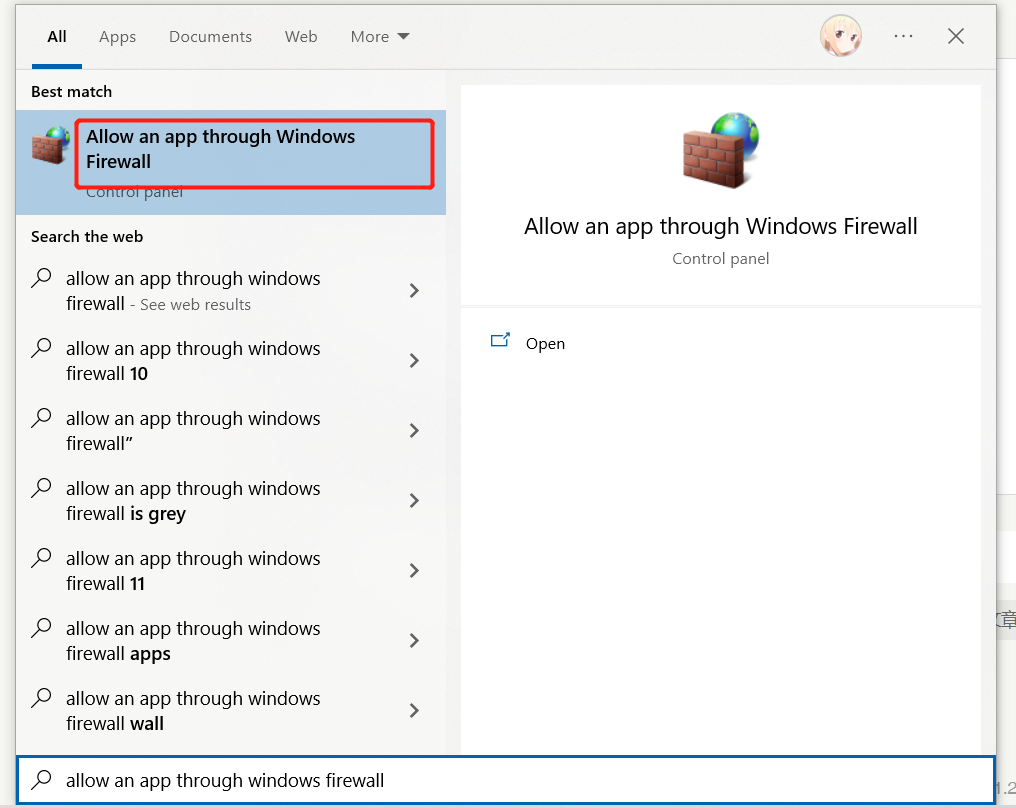 All Apps Documents Web More
Best match
Allow an app through Windows
Firewall
Control panel
Search the web
allow an app through windows
firewall - See web results
allow an app through windows
firewall 10
allow an app through windows
firewall”
allow an app through windows
firewall is grey
allow an app through windows
firewall 11
allow an app through windows
firewall apps
allow an app through windows
firewall wall
Allow an app through Windows Firewall
Control panel
Open
allow an app through windows firewall
章
1.2